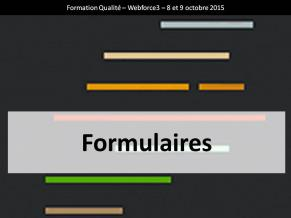 Formation Qualité – Webforce3 – 8 et 9 octobre 2015
Formulaires